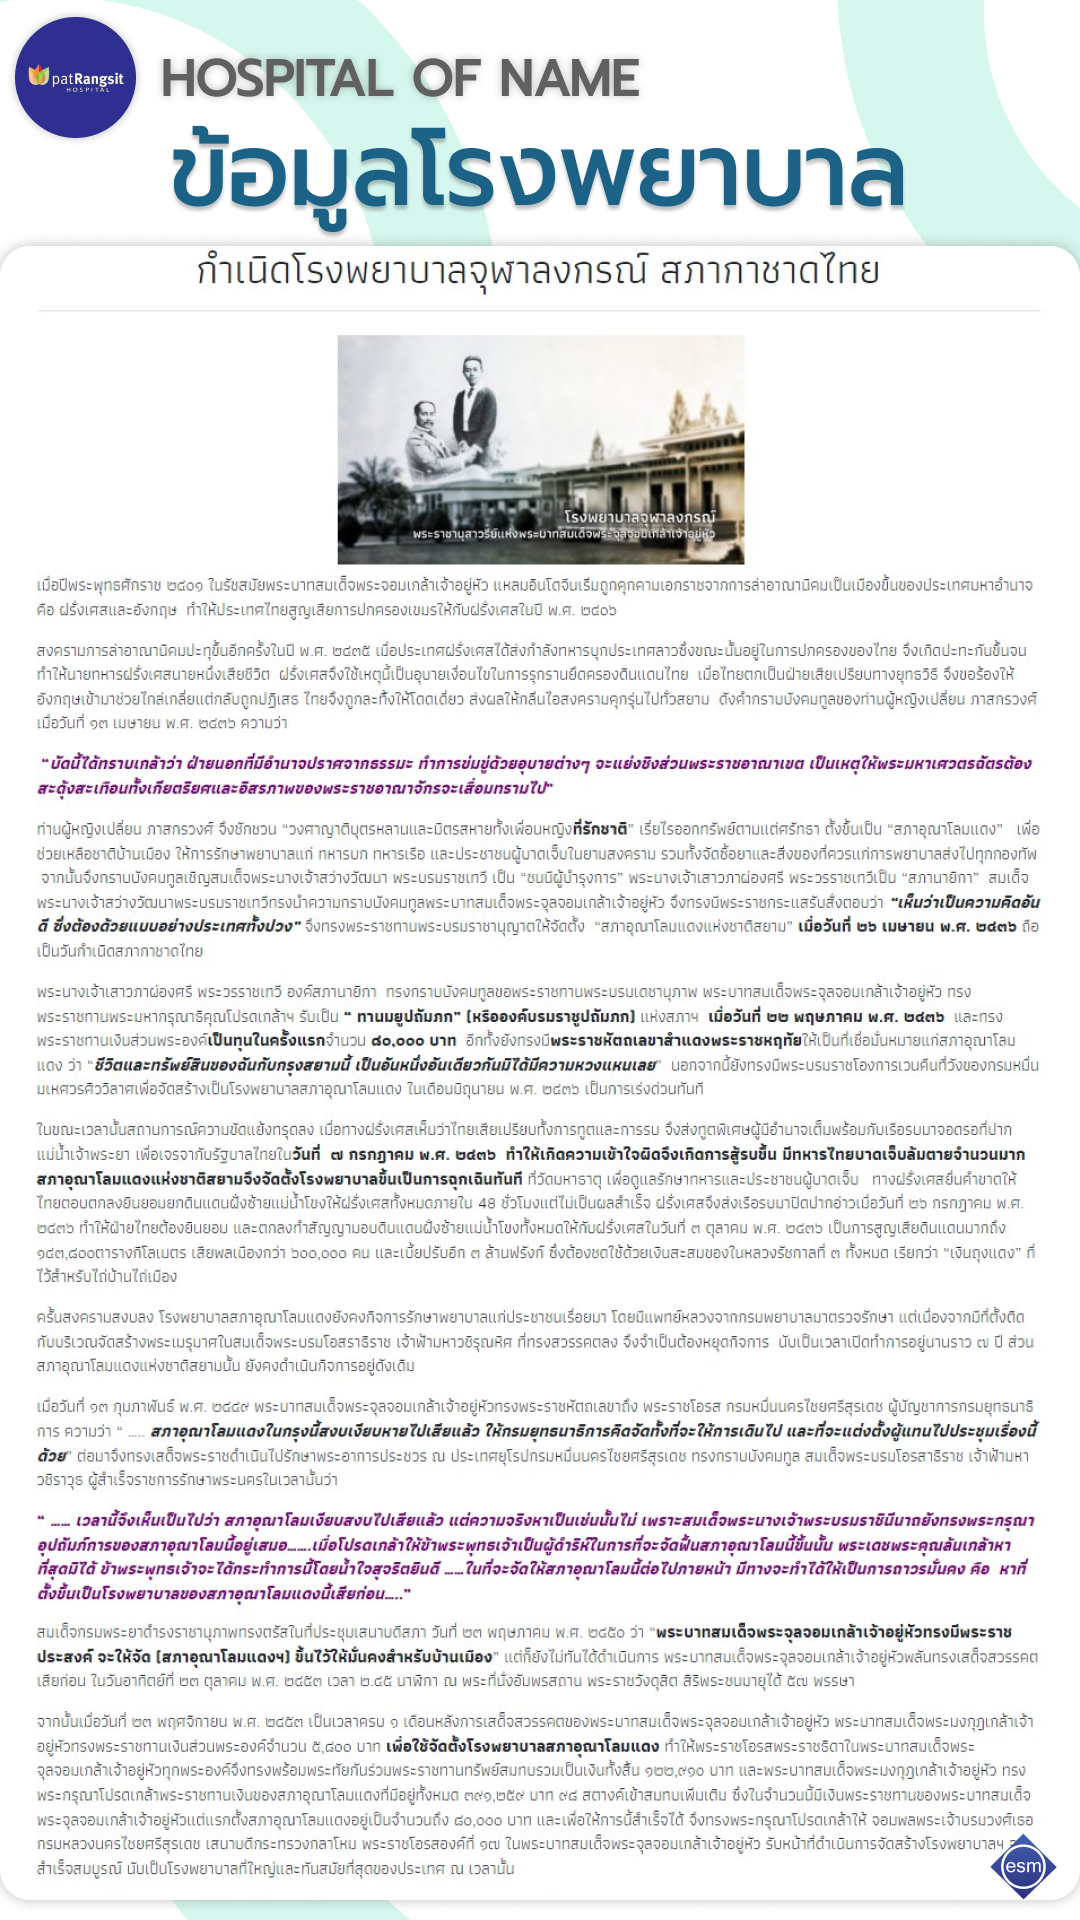 patRangsit
HOSPITAL
HOSPITAL OF NAME
ข้อมูลโรงพยาบาล
กำเนิดโรงพยาบาลจุฬาลงกรณ์ สภากาชาดไทย
โรงพยาบาลจุฬาลงกรณ์
พระราชานุสาวรีย์แห่งพระบาทสมเด็จพระจุลจอมเกล้าเจ้าอยู่หัว
เมื่อปีพระพุทธศักราช ๒๔๐๑ ในรัชสมัยพระบาทสมเด็จพระจอมเกล้าเจ้าอยู่หัว แหลมอินโดจีนเริ่มถูกคุกคามเอกราชจากการล่าอาณานิคมเป็นเมืองขึ้นของประเทศมหาอำนาจ
คือ ฝรั่งเศสและอังกฤษ ทำให้ประเทศไทยสูญเสียการปกครองเขมรให้กับฝรั่งเศสในปี พ.ศ. ๒๔๐๖
สงครามการล่าอาณานิคมปะทุขึ้นอีกครั้งในปี พ.ศ. ๒๔๓๕ เมื่อประเทศฝรั่งเศสได้ส่งกำลังทหารบุกประเทศลาวซึ่งขณะนั้นอยู่ในการปกครองของไทย จึงเกิดปะทะกันขึ้นจน
ทำให้นายทหารฝรั่งเศสนายหนึ่งเสียชีวิต ฝรั่งเศสจึงใช้เหตุนี้เป็นอุบายเงื่อนไขในการรุกรานยึดครองดินแดนไทย เมื่อไทยตกเป็นฝ่ายเสียเปรียบทางยุทธวิธี จึงขอร้องให้
อังกฤษเข้ามาช่วยไกล่เกลี่ยแต่กลับถูกปฏิเสธ ไทยจึงถูกละทิ้งให้โดดเดี่ยว ส่งผลให้กลิ่นไอสงครามคุกรุ่นไปทั่วสยาม ดังคำกราบบังคมทูลของท่านผู้หญิงเปลี่ยน ภาสกรวงศ์
เมื่อวันที่ ๑๓ เมษายน พ.ศ. ๒๔๓๖ ความว่า
“บัดนี้ได้ทราบเกล้าว่า ฝ่ายนอกที่มีอำนาจปราศจากธรรมะ ทำการข่มขู่ด้วยอุบายต่างๆ จะแย่งชิงส่วนพระราชอาณาเขต เป็นเหตุให้พระมหาเศวตรฉัตรต้อง
สะดุ้งสะเทือนทั้งเกียตริยศและอิสรภาพของพระราชอาณาจักรจะเสื่อมทรามไป”
ท่านผู้หญิงเปลี่ยน ภาสกรวงศ์ จึงชักชวน “วงศาญาติบุตรหลานและมิตรสหายทั้งเพื่อนหญิงที่รักชาติ” เรี่ยไรออกทรัพย์ตามแต่ศรัทธา ตั้งขึ้นเป็น “สภาอุณาโลมแดง” เพื่อ
ช่วยเหลือชาติบ้านเมือง ให้การรักษาพยาบาลแก่ ทหารบก ทหารเรือ และประชาชนผู้บาดเจ็บในยามสงคราม รวมทั้งจัดซื้อยาและสิ่งของที่ควรแก่การพยาบาลส่งไปทุกกองทัพ
จากนั้นจึงกราบบังคมทูลเชิญสมเด็จพระนางเจ้าสว่างวัฒนา พระบรมราชเทวี เป็น “ชนนีผู้บำรุงการ” พระนางเจ้าเสาวภาผ่องศรี พระวรราชเทวีเป็น “สภานายิกา” สมเด็จ
พระนางเจ้าสว่างวัฒนาพระบรมราชเทวีทรงนำความกราบบังคมทูลพระบาทสมเด็จพระจุลจอมเกล้าเจ้าอยู่หัว จึงทรงมีพระราชกระแสรับสั่งตอบว่า “เห็นว่าเป็นความคิดอัน
ดี ซึ่งต้องด้วยแบบอย่างประเทศทั้งปวง” จึงทรงพระราชทานพระบรมราชานุญาตให้จัดตั้ง “สภาอุณาโลมแดงแห่งชาติสยาม” เมื่อวันที่ ๒๖ เมษายน พ.ศ. ๒๔๓๖ ถือ
เป็นวันกำเนิดสภากาชาดไทย
พระนางเจ้าเสาวภาผ่องศรี พระวรราชเทวี องค์สภานายิกา ทรงกราบบังคมทูลขอพระราชทานพระบรมเดชานุภาพ พระบาทสมเด็จพระจุลจอมเกล้าเจ้าอยู่หัว ทรง
พระราชทานพระมหากรุณาธิคุณโปรดเกล้าฯ รับเป็น “ ทานมยูปถัมภก” (หรือองค์บรมราชูปถัมภก) แห่งสภาฯ เมื่อวันที่ ๒๒ พฤษภาคม พ.ศ. ๒๔๓๖ และทรง
พระราชทานเงินส่วนพระองค์เป็นทุนในครั้งแรกจำนวน ๘๐,๐๐๐ บาท อีกทั้งยังทรงมีพระราชหัตถเลขาสำแดงพระราชหฤทัยให้เป็นที่เชื่อมั่นหมายแก่สภาอุณาโลม
แดง ว่า “ชีวิตและทรัพย์สินของฉันกับกรุงสยามนี้ เป็นอันหนึ่งอันเดียวกันมิได้มีความหวงแหนเลย” นอกจากนี้ยังทรงมีพระบรมราชโองการเวนคืนที่วังของกรมหมื่น
มเหศวรศิววิลาศเพื่อจัดสร้างเป็นโรงพยาบาลสภาอุณาโลมแดง ในเดือนมิถุนายน พ.ศ. ๒๔๓๖ เป็นการเร่งด่วนทันที
ในขณะเวลานั้นสถานการณ์ความขัดแย้งทรุดลง เมื่อทางฝรั่งเศสเห็นว่าไทยเสียเปรียบทั้งการทูตและการรบ จึงส่งทูตพิเศษผู้มีอำนาจเต็มพร้อมกับเรือรบมาจอดรอที่ปาก
แม่น้ำเจ้าพระยา เพื่อเจรจากับรัฐบาลไทยในวันที่ ๗ กรกฎาคม พ.ศ. ๒๔๓๖ ทำให้เกิดความเข้าใจผิดจึงเกิดการสู้รบขึ้น มีทหารไทยบาดเจ็บล้มตายจำนวนมาก
สภาอุณาโลมแดงแห่งชาติสยามจึงจัดตั้งโรงพยาบาลขึ้นเป็นการฉุกเฉินทันที ที่วัดมหาธาตุ เพื่อดูแลรักษาทหารและประชาชนผู้บาดเจ็บ ทางฝรั่งเศสยื่นคำขาดให้
ไทยตอบตกลงยินยอมยกดินแดนฝั่งซ้ายแม่น้ำโขงให้ฝรั่งเศสทั้งหมดภายใน 48 ชั่วโมงแต่ไม่เป็นผลสำเร็จ ฝรั่งเศสจึงส่งเรือรบมาปิดปากอ่าวเมื่อวันที่ ๒๖ กรกฎาคม พ.ศ.
๒๔๓๖ ทำให้ฝ่ายไทยต้องยินยอม และตกลงทำสัญญามอบดินแดนฝั่งซ้ายแม่น้ำโขงทั้งหมดให้กับฝรั่งเศสในวันที่ ๓ ตุลาคม พ.ศ. ๒๔๓๖ เป็นการสูญเสียดินแดนมากถึง
๑๔๓,๘๐๐ตารางกิโลเมตร เสียพลเมืองกว่า ๖๐๐,๐๐๐ คน และเบี้ยปรับอีก ๓ ล้านฟรังก์ ซึ่งต้องชดใช้ด้วยเงินสะสมของในหลวงรัชกาลที่ ๓ ทั้งหมด เรียกว่า “เงินถุงแดง” ที่
ไว้สำหรับไถ่บ้านไถ่เมือง
ครั้นสงครามสงบลง โรงพยาบาลสภาอุณาโลมแดงยังคงกิจการรักษาพยาบาลแก่ประชาชนเรื่อยมา โดยมีแพทย์หลวงจากกรมพยาบาลมาตรวจรักษา แต่เนื่องจากมีที่ตั้งติด
กับบริเวณจัดสร้างพระเมรุมาศในสมเด็จพระบรมโอสราธิราช เจ้าฟ้ามหาวชิรุณหิศ ที่ทรงสวรรคตลง จึงจำเป็นต้องหยุดกิจการ นับเป็นเวลาเปิดทำการอยู่นานราว ๗ ปี ส่วน
สภาอุณาโลมแดงแห่งชาติสยามนั้น ยังคงดำเนินกิจการอยู่ดังเดิม
เมื่อวันที่ ๑๓ กุมภาพันธ์ พ.ศ. ๒๔๔๙ พระบาทสมเด็จพระจุลจอมเกล้าเจ้าอยู่หัวทรงพระราชหัตถเลขาถึง พระราชโอรส กรมหมื่นนครไชยศรีสุรเดช ผู้บัญชาการกรมยุทธนาธิ
การ ความว่า “ ..... สภาอุณาโลมแดงในกรุงนี้สงบเงียบหายไปเสียแล้ว ให้กรมยุทธนาธิการคิดจัดทั้งที่จะให้การเดินไป และที่จะแต่งตั้งผู้แทนไปประชุมเรื่องนี้
ด้วย” ต่อมาจึงทรงเสด็จพระราชดำเนินไปรักษาพระอาการประชวร ณ ประเทศยุโรปกรมหมื่นนครไชยศรีสุรเดช ทรงกราบบังคมทูล สมเด็จพระบรมโอรสาธิราช เจ้าฟ้ามหา
วชิราวุธ ผู้สำเร็จราชการรักษาพระนครในเวลานั้นว่า
“ ...... เวลานี้จึงเห็นเป็นไปว่า สภาอุณาโลมเงียบสงบไปเสียแล้ว แต่ความจริงหาเป็นเช่นนั้นไม่ เพราะสมเด็จพระนางเจ้าพระบรมราชินีนาถยังทรงพระกรุณา
อุปถัมภ์การของสภาอุณาโลมนี้อยู่เสมอ.......เมื่อโปรดเกล้าให้ข้าพระพุทธเจ้าเป็นผู้ดำริห์ในการที่จะจัดฟื้นสภาอุณาโลมนี้ขึ้นนั้น พระเดชพระคุณล้นเกล้าหา
ที่สุดมิได้ ข้าพระพุทธเจ้าจะได้กระทำการนี้โดยน้ำใจสุจริตยินดี ......ในที่จะจัดให้สภาอุณาโลมนี้ต่อไปภายหน้า มีทางจะทำได้ให้เป็นการถาวรมั่นคง คือ หาที่
ตั้งขึ้นเป็นโรงพยาบาลของสภาอุณาโลมแดงนี้เสียก่อน.....”
สมเด็จกรมพระยาดำรงราชานุภาพทรงตรัสในที่ประชุมเสนาบดีสภา วันที่ ๒๓ พฤษภาคม พ.ศ. ๒๔๕๐ ว่า “พระบาทสมเด็จพระจุลจอมเกล้าเจ้าอยู่หัวทรงมีพระราช
ประสงค์ จะให้จัด (สภาอุณาโลมแดงฯ) ขึ้นไว้ให้มั่นคงสำหรับบ้านเมือง” แต่ก็ยังไม่ทันได้ดำเนินการ พระบาทสมเด็จพระจุลจอมเกล้าเจ้าอยู่หัวพลันทรงเสด็จสวรรคต
เสียก่อน ในวันอาทิตย์ที่ ๒๓ ตุลาคม พ.ศ. ๒๔๕๓ เวลา ๒.๔๕ นาฬิกา ณ พระที่นั่งอัมพรสถาน พระราชวังดุสิต สิริพระชนมายุได้ ๕๗ พรรษา
จากนั้นเมื่อวันที่ ๒๓ พฤศจิกายน พ.ศ. ๒๔๕๓ เป็นเวลาครบ ๑ เดือนหลังการเสด็จสวรรคตของพระบาทสมเด็จพระจุลจอมเกล้าเจ้าอยู่หัว พระบาทสมเด็จพระมงกุฎเกล้าเจ้า
อยู่หัวทรงพระราชทานเงินส่วนพระองค์จำนวน ๕,๘๐๐ บาท เพื่อใช้จัดตั้งโรงพยาบาลสภาอุณาโลมแดง ทำให้พระราชโอรสพระราชธิดาในพระบาทสมเด็จพระ
จุลจอมเกล้าเจ้าอยู่หัวทุกพระองค์จึงทรงพร้อมพระทัยกันร่วมพระราชทานทรัพย์สมทบรวมเป็นเงินทั้งสิ้น ๑๒๒,๙๑๐ บาท และพระบาทสมเด็จพระมงกุฎเกล้าเจ้าอยู่หัว ทรง
พระกรุณาโปรดเกล้าพระราชทานเงินของสภาอุณาโลมแดงที่มีอยู่ทั้งหมด ๓๙๑,๒๕๙ บาท ๙๘ สตางค์เข้าสมทบเพิ่มเติม ซึ่งในจำนวนนี้มีเงินพระราชทานของพระบาทสมเด็จ
พระจุลจอมเกล้าเจ้าอยู่หัวแต่แรกตั้งสภาอุณาโลมแดงอยู่เป็นจำนวนถึง ๘๐,๐๐๐ บาท และเพื่อให้การนี้สำเร็จได้ จึงทรงพระกรุณาโปรดเกล้าให้ จอมพลพระเจ้าบรมวงศ์เธอ
กรมหลวงนครไชยศรีสุรเดช เสนาบดีกระทรวงกลาโหม พระราชโอรสองค์ที่ ๑๗ ในพระบาทสมเด็จพระจุลจอมเกล้าเจ้าอยู่หัว รับหน้าที่ดำเนินการจัดสร้างโรงพยาบาลฯ
สำเร็จสมบูรณ์ นับเป็นโรงพยาบาลที่ใหญ่และทันสมัยที่สุดของประเทศ ณ เวลานั้น
esm